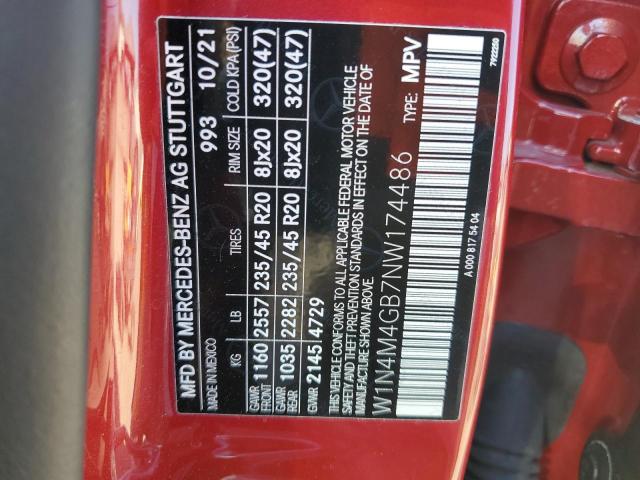 MFD BY MERCEDES-BENZ AG STUTTGART
MADE IN MEXICO 993 10/21
KG LB TIRES RIM SIZE COLD KPA (PSI)
GAWR FRONT 1160 2557 235/45 R20 8Jx20 320(47)
GAWR REAR 1035 2282 235/45 R20 8Jx20 320(47)
GVWR 2145 4729
THIS VEHICLE CONFORMS TO ALL APPLICABLE FEDERAL MOTOR VEHICLE
SAFETY AND THEFT PREVENTION STANDARDS IN EFFECT ON THE DATE OF
MANUFACTURE SHOWN ABOVE.
TYPE: MPV
W1N4M4GB7NW174486
A 000 817 54 04
7922250